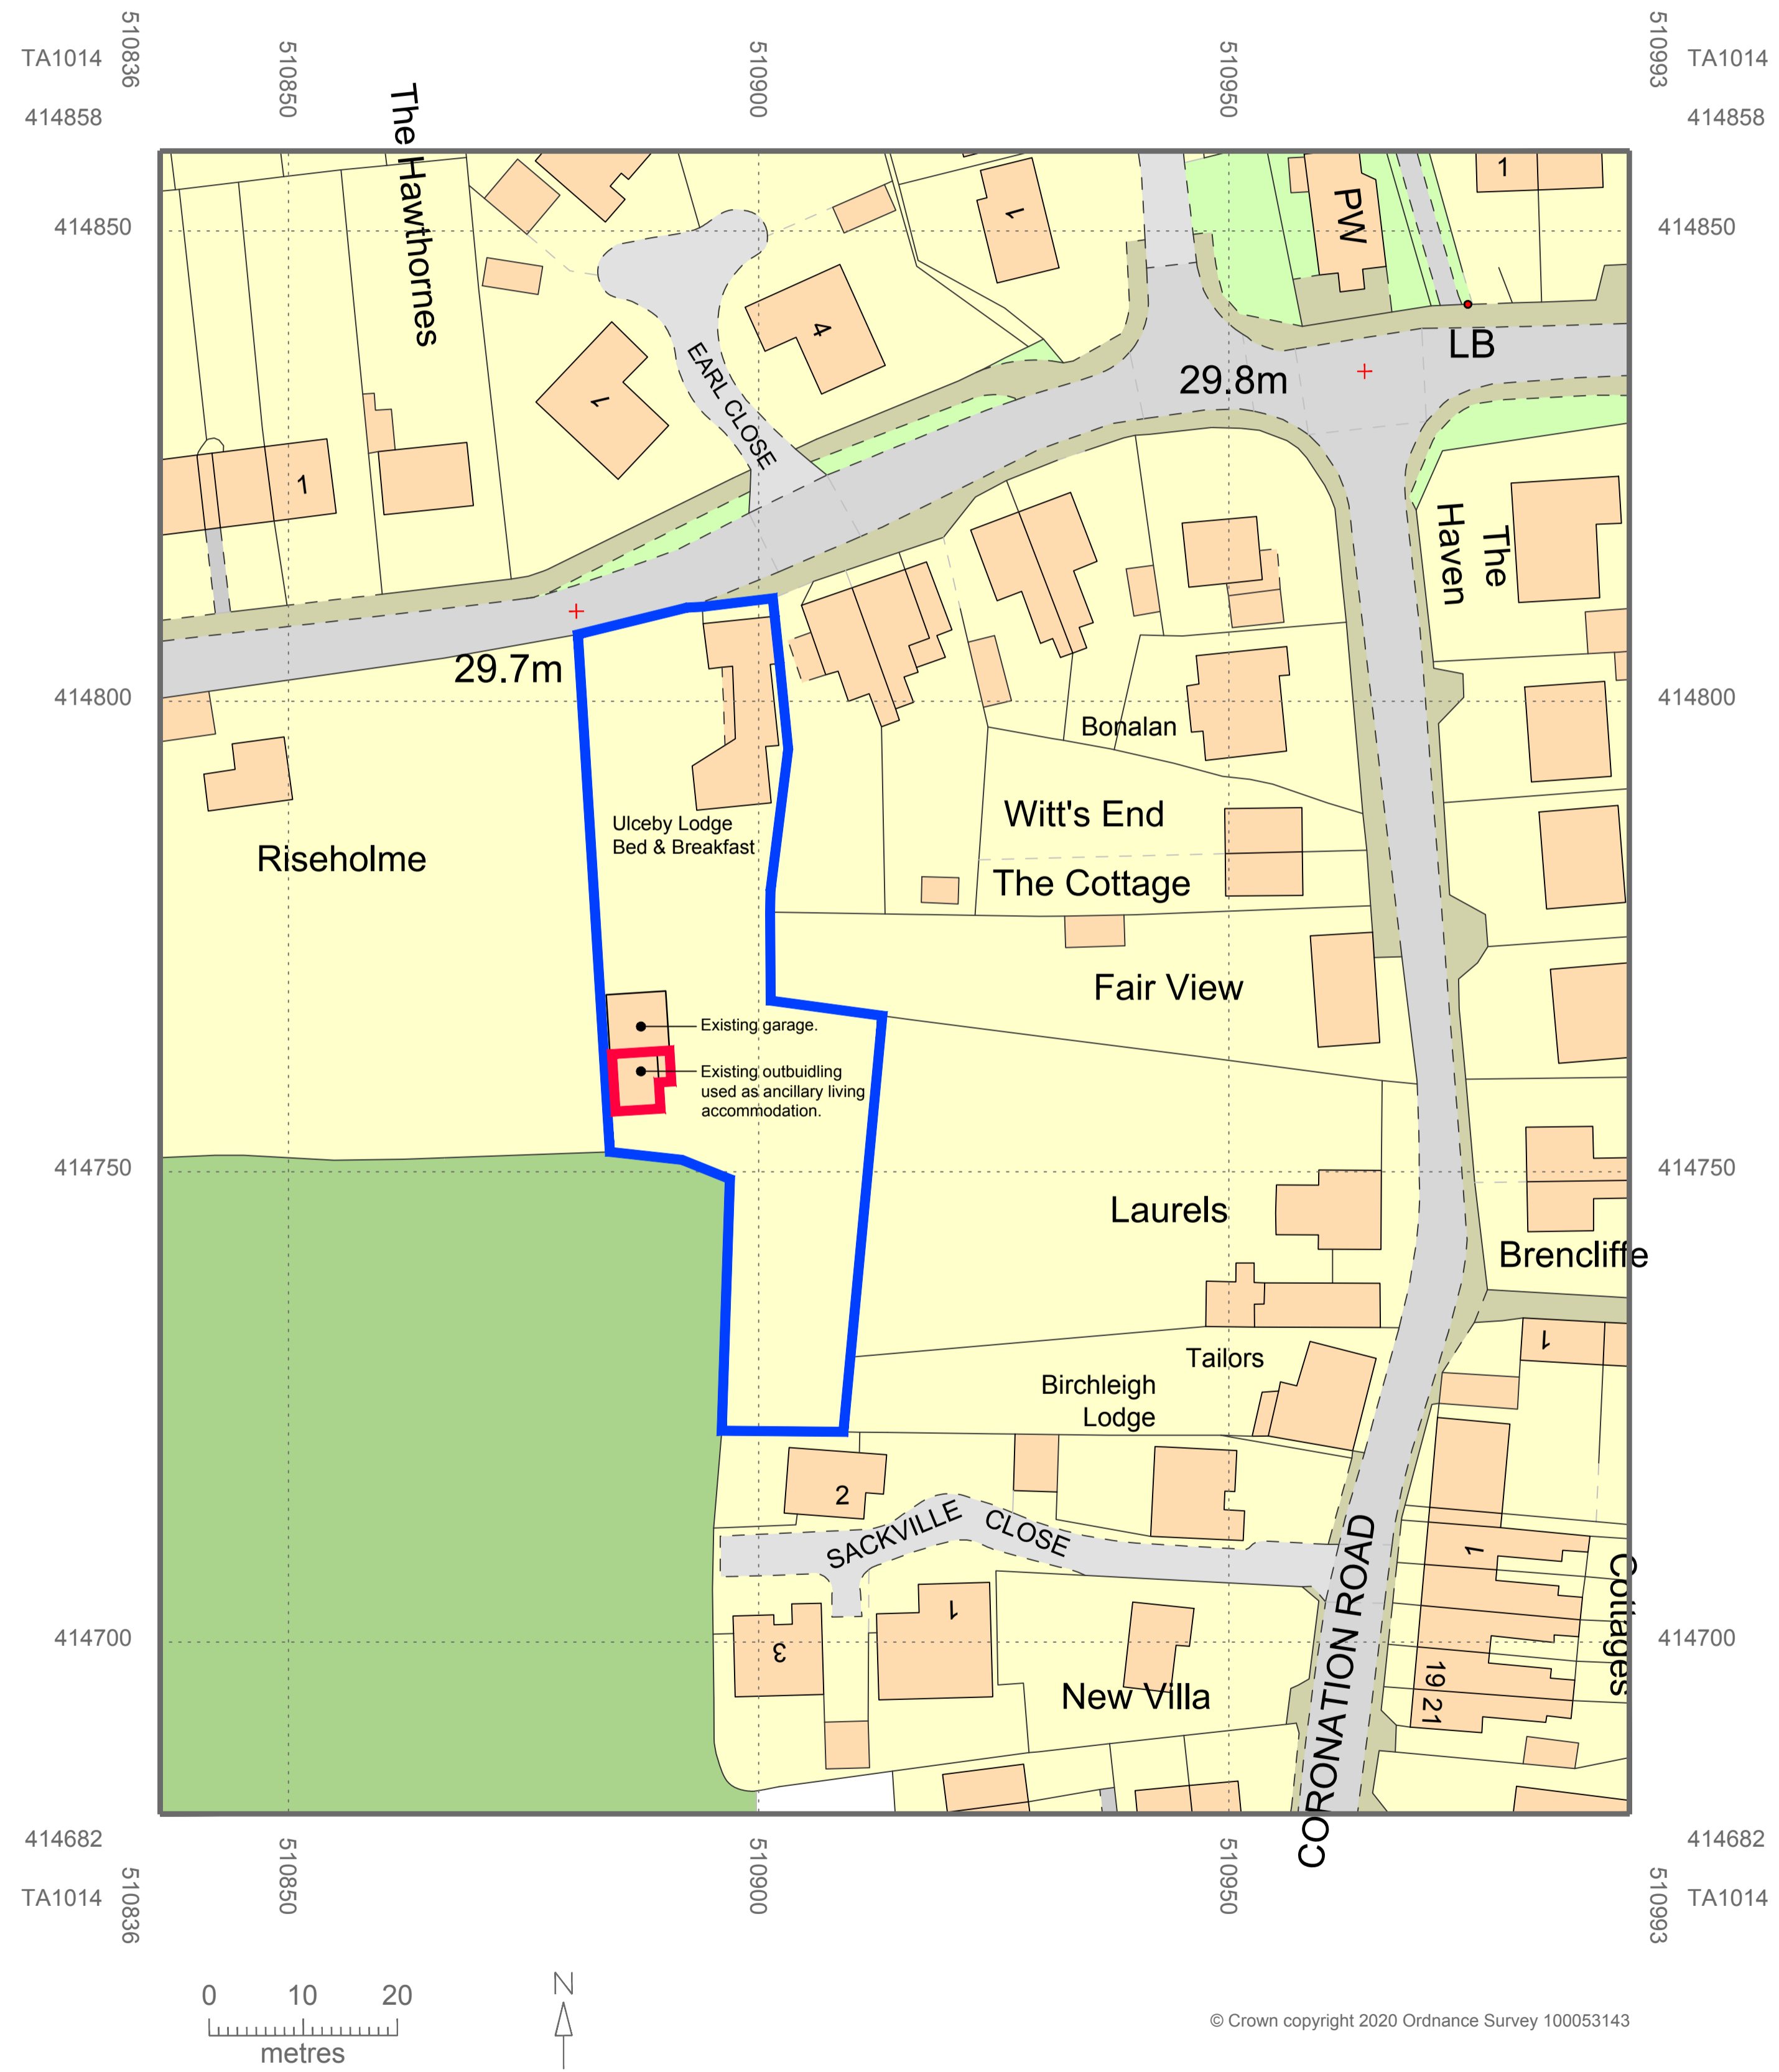 510836
510850
510900
510950
510993
TA1014
TA1014
414858
414858
The Hawthornes
1
PW
1
414850
414850
4
1
EARL CLOSE
LB
29.8m
1
The
Haven
29.7m
414800
414800
Bonalan
Ulceby Lodge
Bed & Breakfast
Witt's End
Riseholme
The Cottage
Fair View
Existing garage.
Existing outbuidling
used as ancillary living
accommodation.
414750
414750
Laurels
Brencliffe
1
Tailors
Birchleigh
Lodge
2
SACKVILLE CLOSE
CORONATION ROAD
1
Cottages
1
3
414700
414700
19
21
New Villa
414682
414682
510836
510850
510900
510950
510993
TA1014
TA1014
0 10 20
metres
N
© Crown copyright 2020 Ordnance Survey 100053143